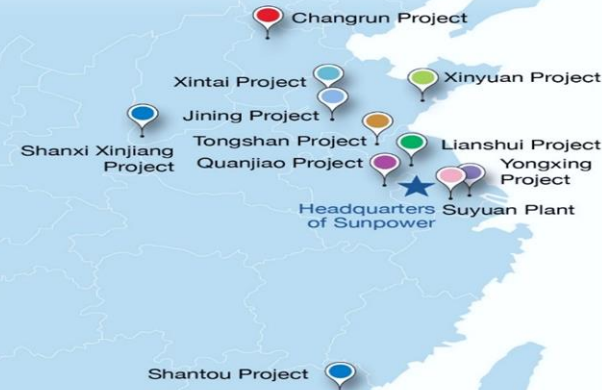 Changrun Project
Xintai Project
Xinyuan Project
Jining Project
Tongshan Project
Lianshui Project
Shanxi Xinjiang
Project
Quanjiao Project
Yongxing
Project
Headquarters
of Sunpower
Suyuan Plant
Shantou Project